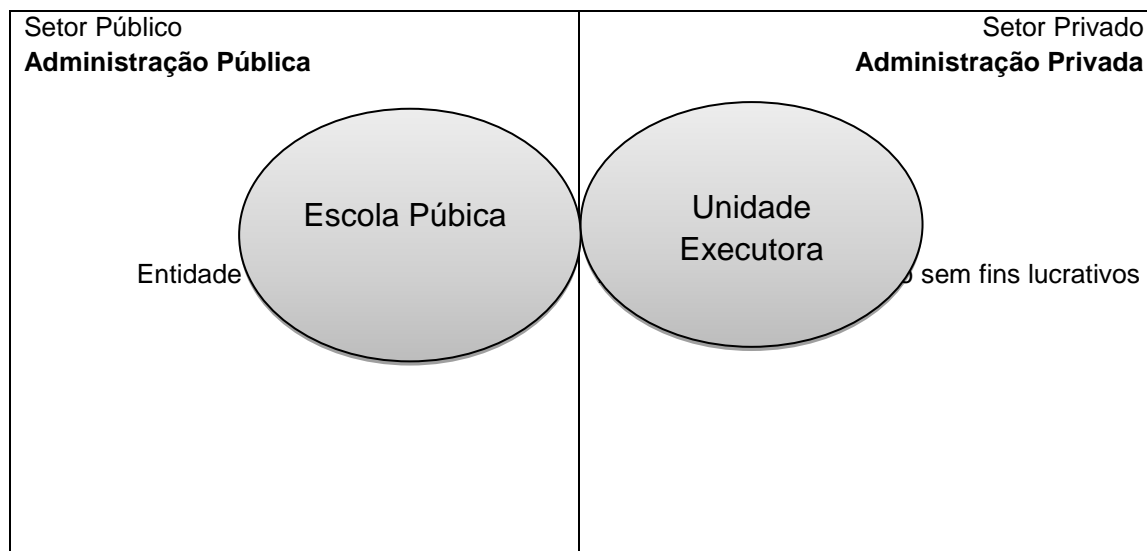 Setor Público
Administração Pública
Setor Privado
Administração Privada
Escola Púbica
Unidade
Executora
Entidade
sem fins lucrativos